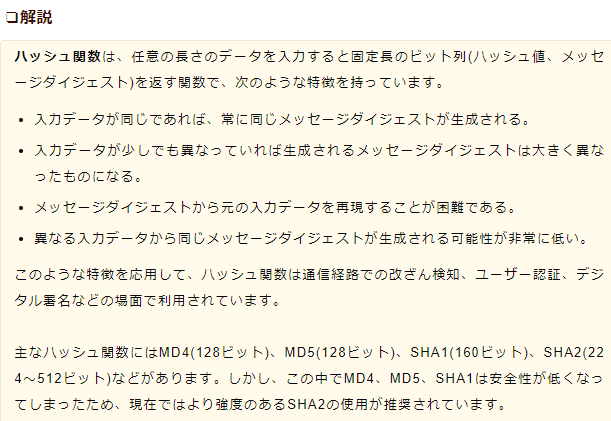 ❏解説
ハッシュ関数は、任意の長さのデータを入力すると固定長のビット列(ハッシュ値、メッセ
ージダイジェスト)を返す関数で、次のような特徴を持っています。
• 入力データが同じであれば、常に同じメッセージダイジェストが生成される。
• 入力データが少しでも異なっていれば生成されるメッセージダイジェストは大きく異な
ったものになる。
• メッセージダイジェストから元の入力データを再現することが困難である。
• 異なる入力データから同じメッセージダイジェストが生成される可能性が非常に低い。
このような特徴を応用して、ハッシュ関数は通信経路での改ざん検知、ユーザー認証、デジ
タル署名などの場面で利用されています。
主なハッシュ関数にはMD4(128ビット)、MD5(128ビット)、SHA1(160ビット)、SHA2(22
4〜512ビット)などがあります。しかし、この中でMD4、MD5、SHA1は安全性が低くなっ
てしまったため、現在ではより強度のあるSHA2の使用が推奨されています。